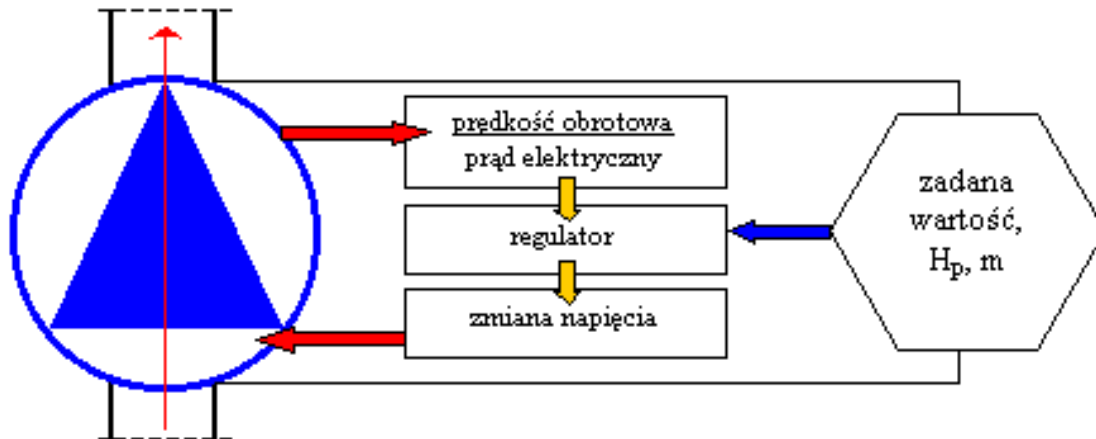 prędkość obrotowa
prąd elektryczny
regulator
zmiana napięcia
zadana
wartość,
Hp, m